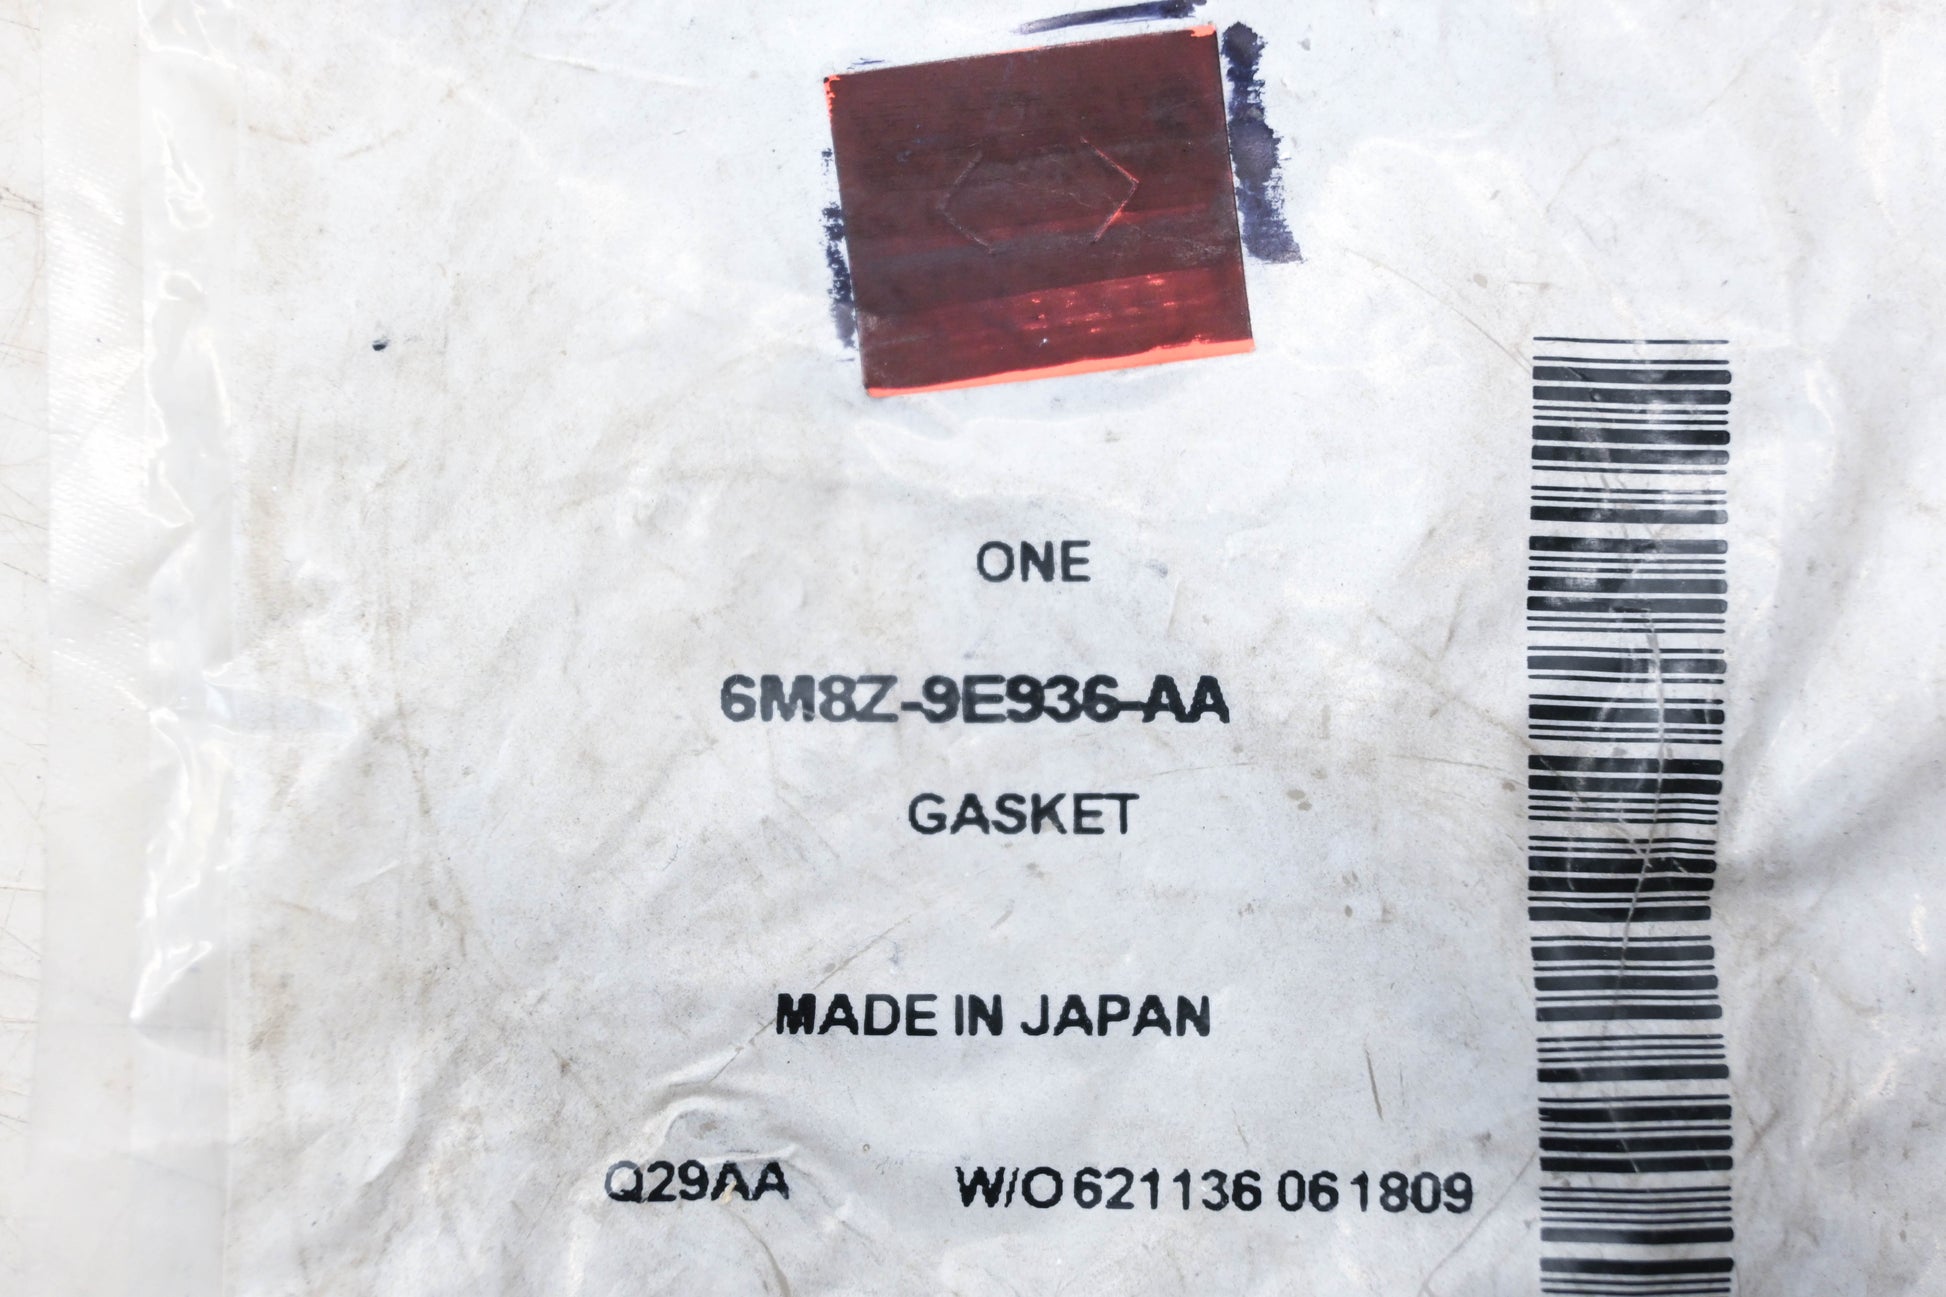 ONE
6M8Z-9E936-AA
GASKET
MADE IN JAPAN
Q29AA W/O 621136 061809